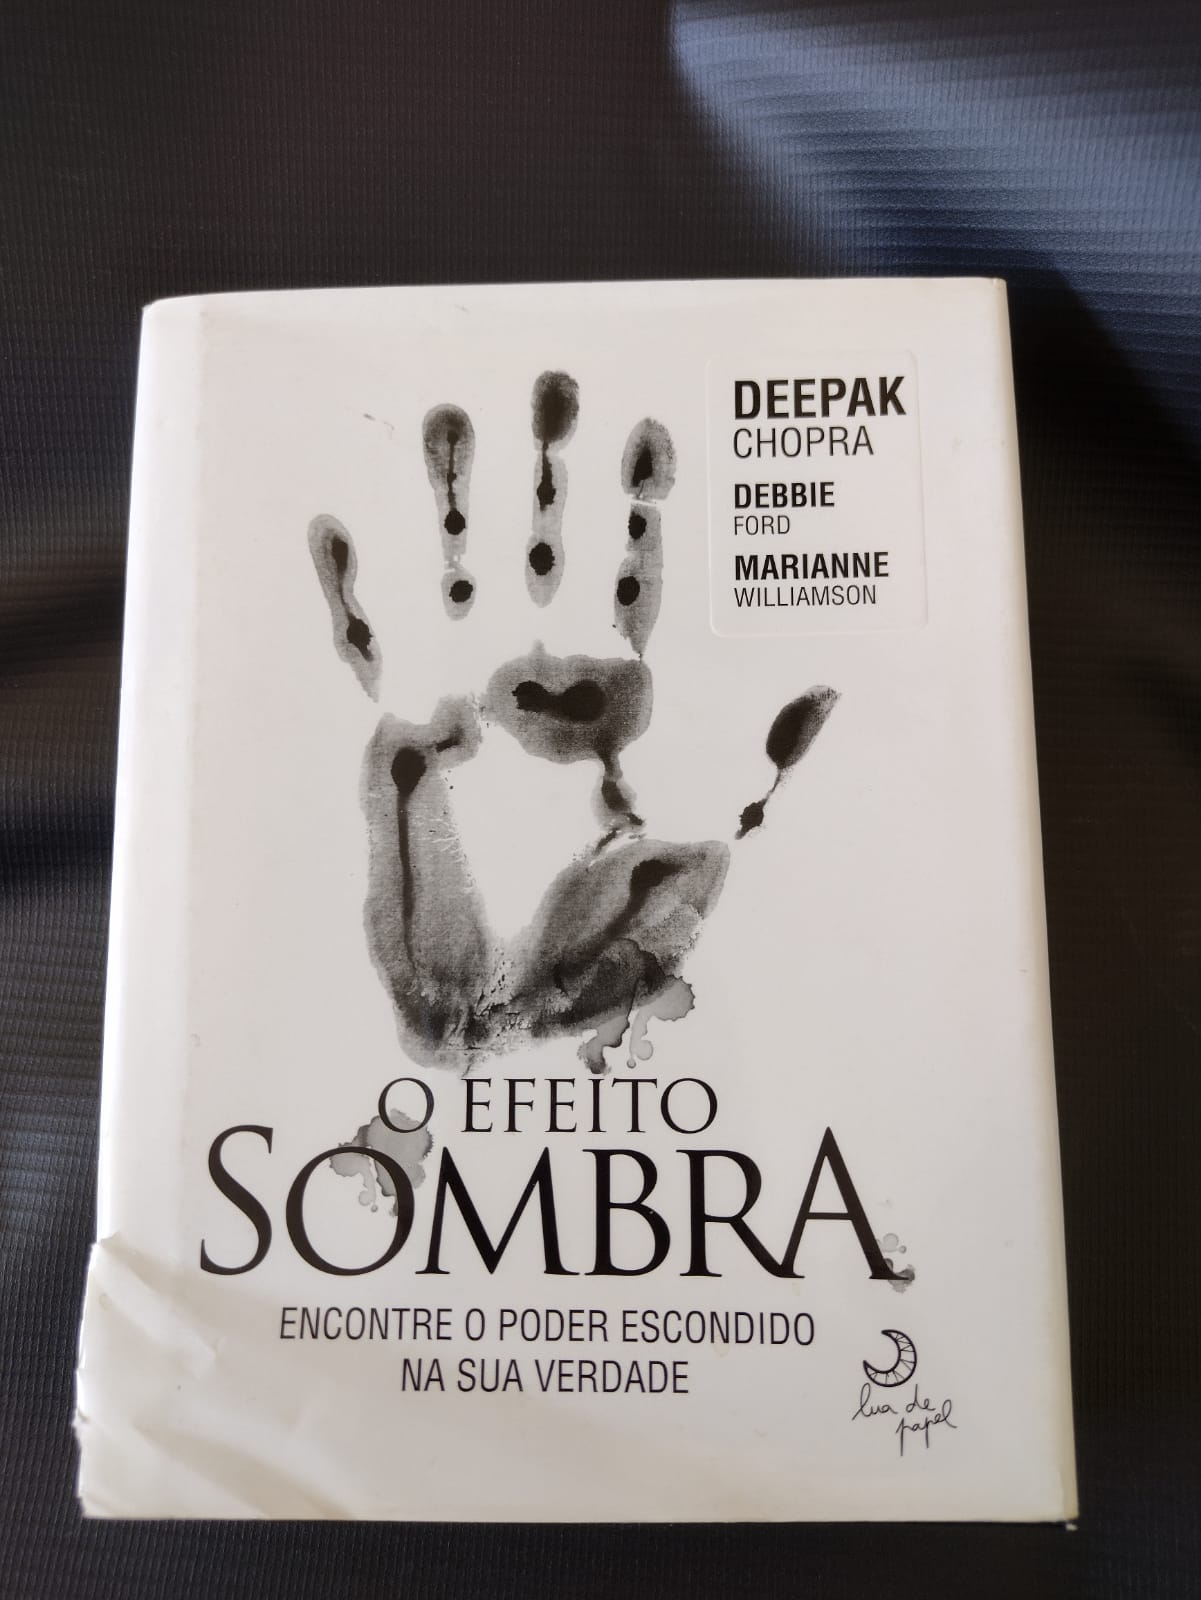 DEEPAK
CHOPRA
DEBBIE
FORD
MARIANNE
WILLIAMSON
O EFEITO
SOMBRA
ENCONTRE O PODER ESCONDIDO
NA SUA VERDADE
lua de
papel